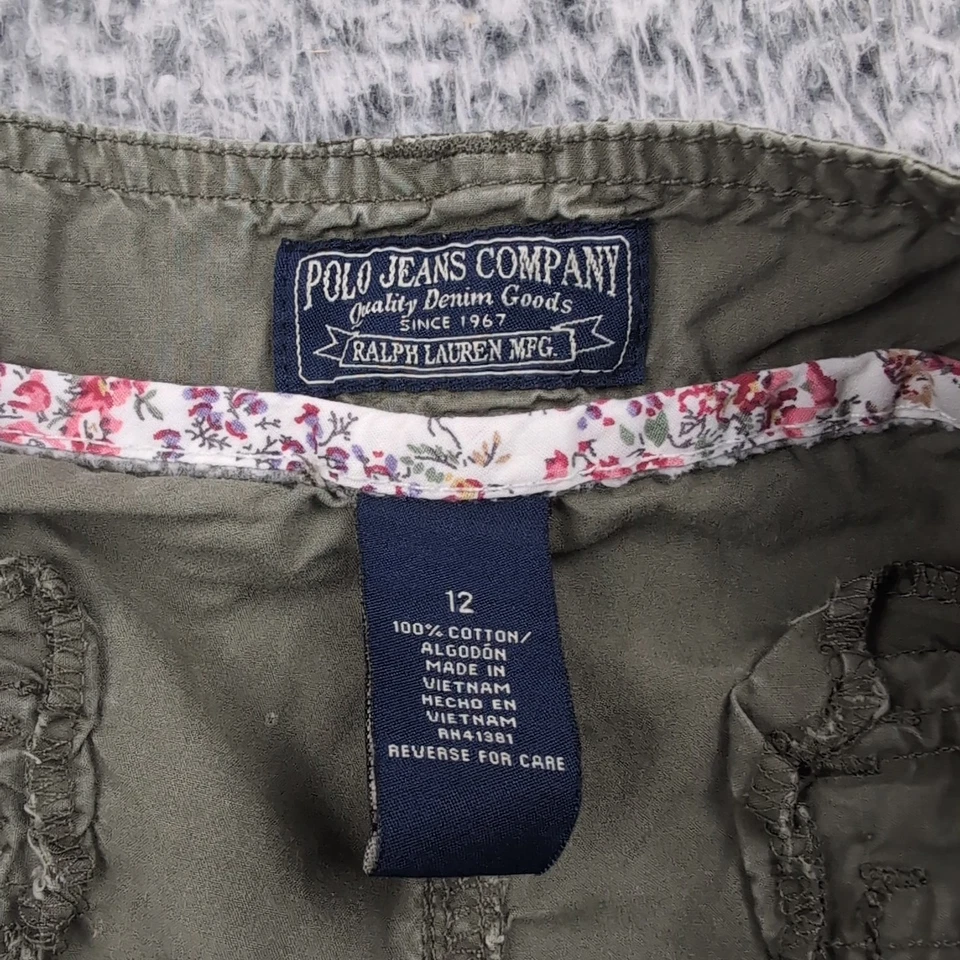 POLO JEANS COMPANY
Quality Denim Goods
SINCE 1967
RALPH LAUREN MFG.
12
100% COTTON/
ALGODÓN
MADE IN
VIETNAM
HECHO EN
VIETNAM
RN41381
REVERSE FOR CARE